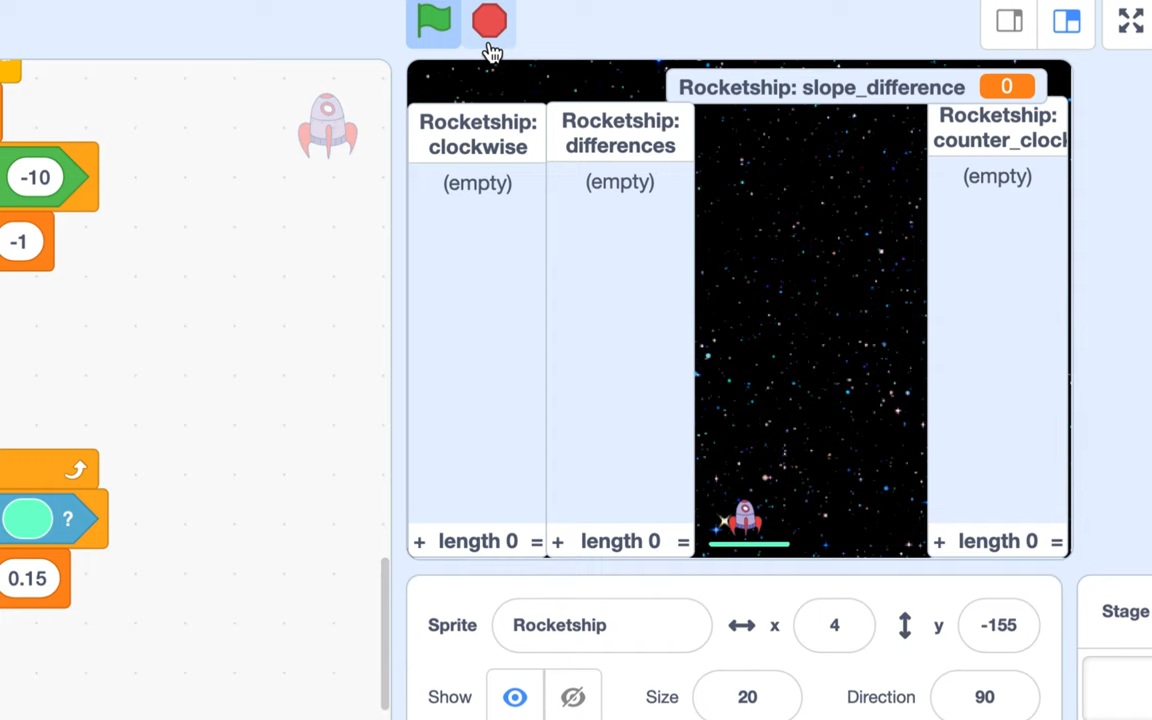 Rocketship: slope_difference 0
Rocketship:
clockwise
(empty)
+ length 0 =
Rocketship:
differences
(empty)
+ length 0 =
Rocketship:
counter_clock
(empty)
+ length 0 =
-10
-1
?
0.15
Sprite Rocketship x 4 y -155
Show Size 20 Direction 90
Stage